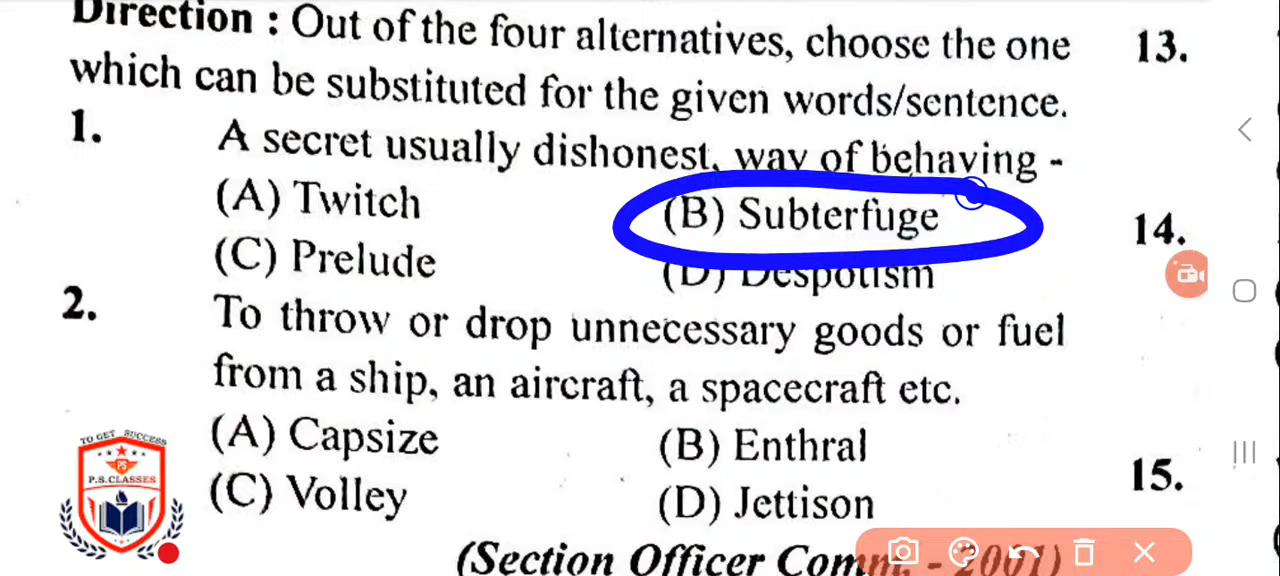 Direction : Out of the four alternatives, choose the one
which can be substituted for the given words/sentence.
1. A secret usually dishonest, way of behaving -
(A) Twitch (B) Subterfuge
(C) Prelude (D) Despotism
2. To throw or drop unnecessary goods or fuel
from a ship, an aircraft, a spacecraft etc.
(A) Capsize (B) Enthral
(C) Volley (D) Jettison
(Section Officer Comm. - 2001)
13.
14.
15.
TO GET SUCCESS
PS
P.S.CLASSES